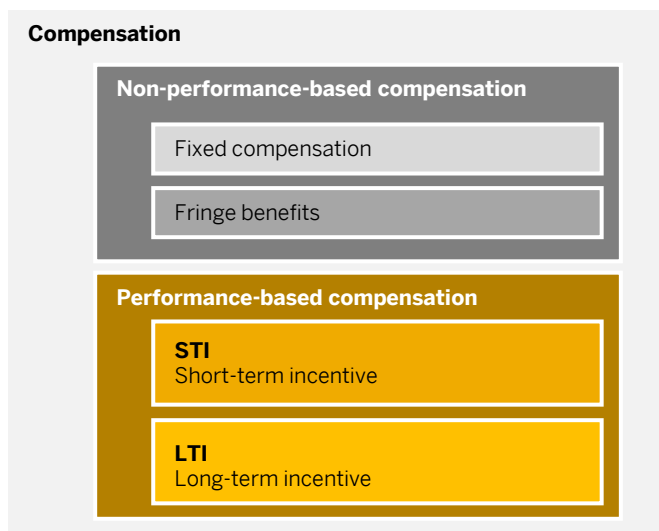 Compensation
Non-performance-based compensation
Fixed compensation
Fringe benefits
Performance-based compensation
STI
Short-term incentive
LTI
Long-term incentive